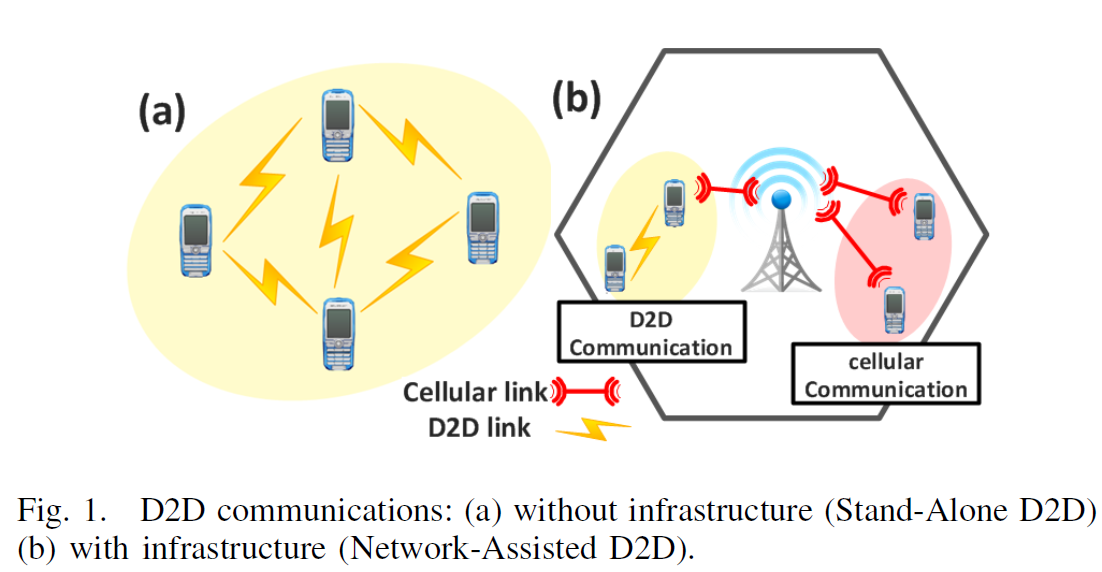 (a)
(b)
D2D
Communication
cellular
Communication
Cellular link
D2D link
Fig. 1. D2D communications: (a) without infrastructure (Stand-Alone D2D)
(b) with infrastructure (Network-Assisted D2D).